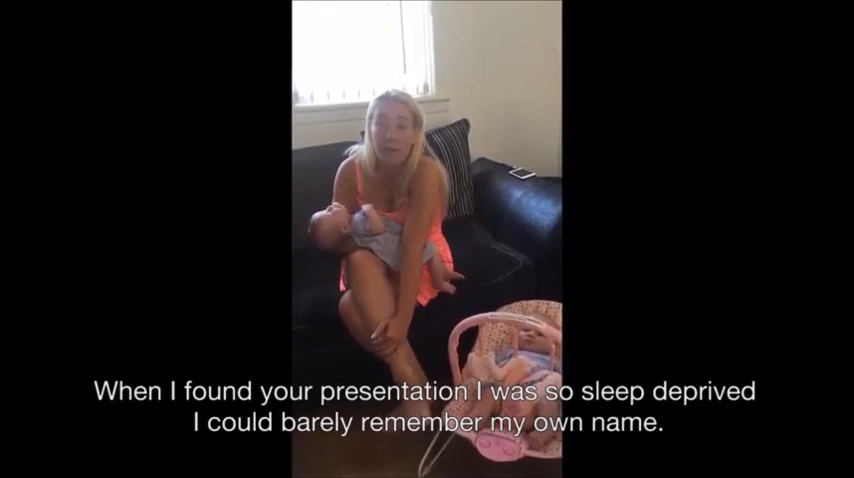 When I found your presentation I was so sleep deprived
I could barely remember my own name.